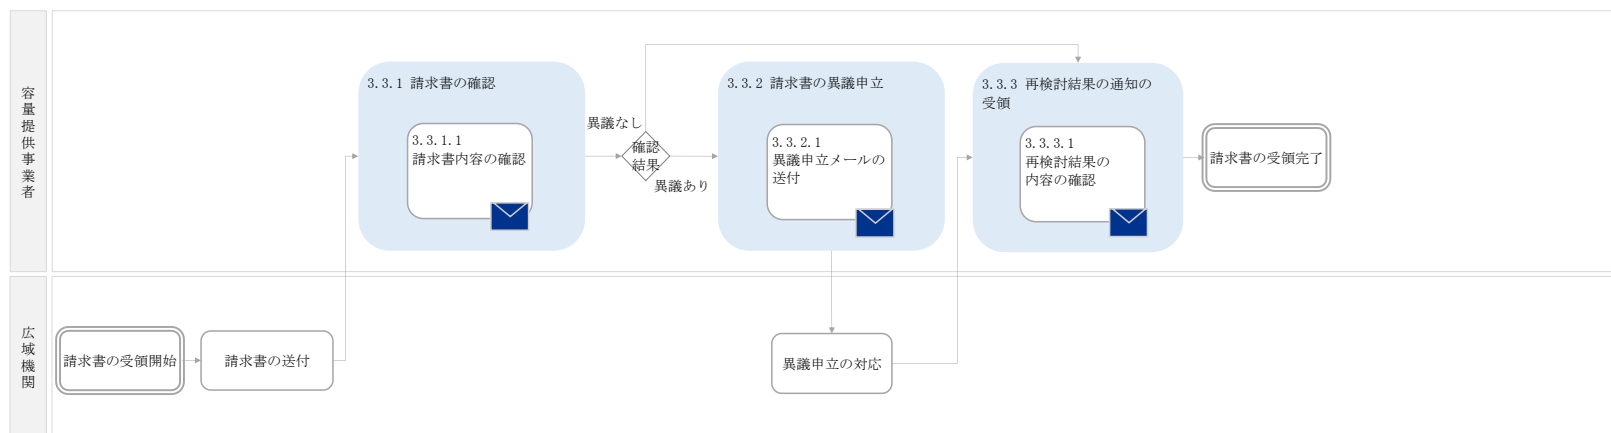 容量提供事業者
3.3.1 請求書の確認
3.3.1.1
請求書内容の確認
異議なし
確認
結果
異議あり
3.3.2 請求書の異議申立
3.3.2.1
異議申立メールの
送付
3.3.3 再検討結果の通知の
受領
3.3.3.1
再検討結果の
内容の確認
請求書の受領完了
広域機関
請求書の受領開始
請求書の送付
異議申立の対応